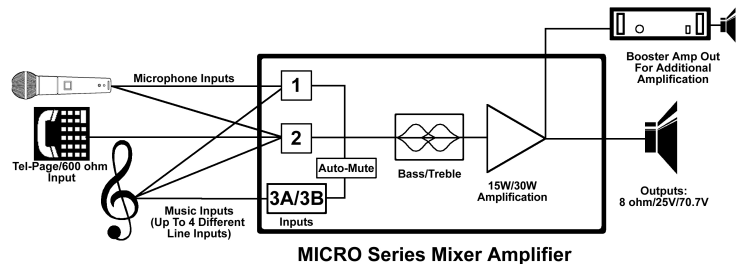 Microphone Inputs
Tel-Page/600 ohm
Input
Music Inputs
(Up To 4 Different
Line Inputs)
1
2
3A/3B
Inputs
Auto-Mute
Bass/Treble
15W/30W
Amplification
Booster Amp Out
For Additional
Amplification
Outputs:
8 ohm/25V/70.7V
MICRO Series Mixer Amplifier